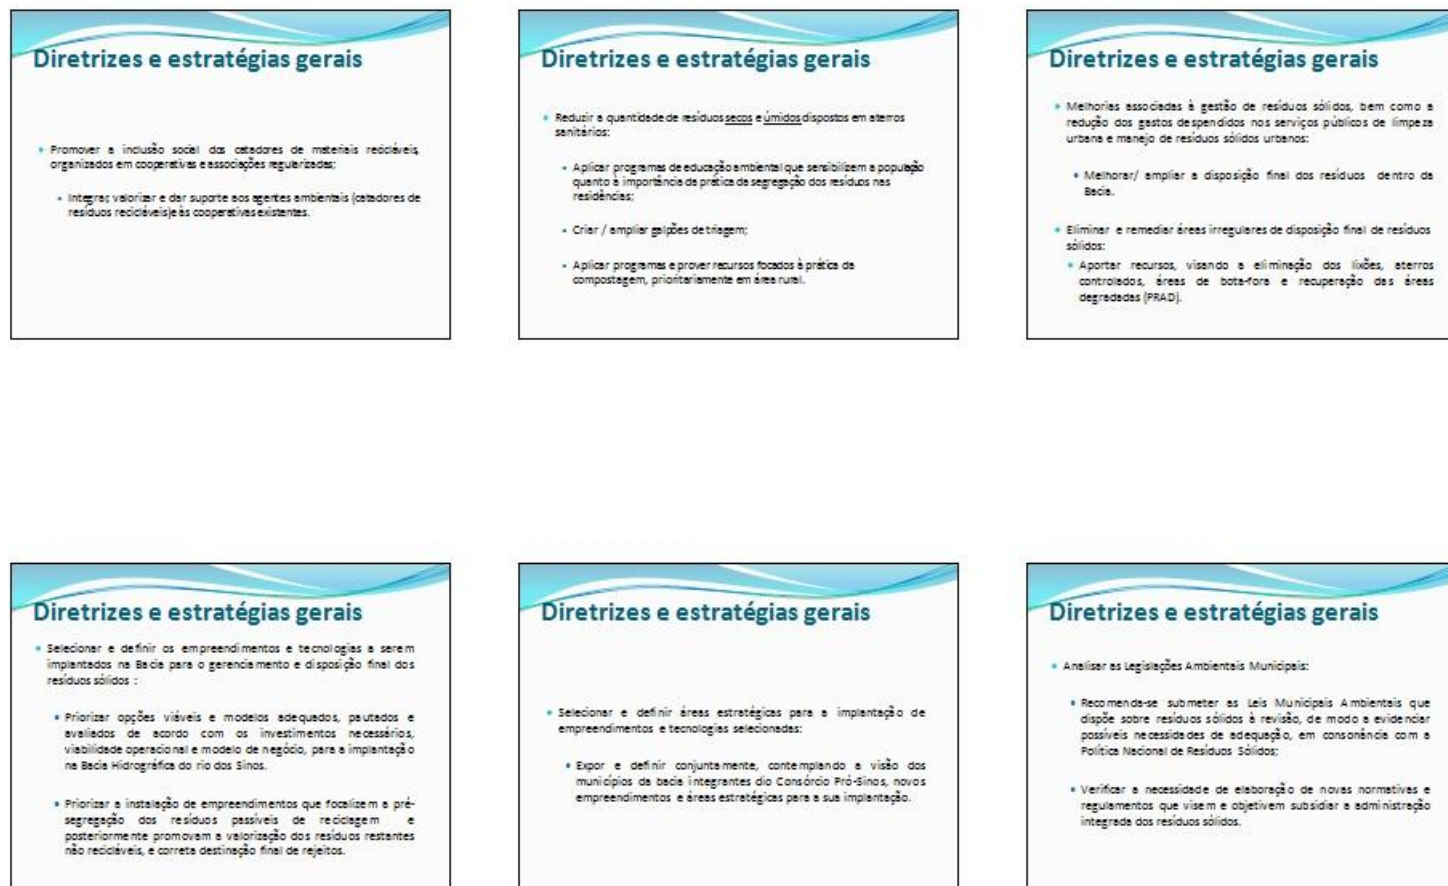 Diretrizes e estratégias gerais
• Promover a inclusão social dos catadores de materiais recicláveis,
organizados em cooperativas e associações regularizadas;
• Integrar, valorizar e dar suporte aos agentes ambientais (catadores de
resíduos recicláveis)e às cooperativas existentes.
Diretrizes e estratégias gerais
• Reduzir a quantidade de resíduos secos e úmidos dispostos em aterros
sanitários:
• Aplicar programas de educação ambiental que sensibilizem a população
quanto à importância da prática da segregação dos resíduos nas
residências;
• Criar / ampliar galpões de triagem;
• Aplicar programas e prover recursos focados à prática da
compostagem, prioritariamente em área rural.
Diretrizes e estratégias gerais
• Melhorias associadas à gestão de resíduos sólidos, bem como a
redução dos gastos despendidos nos serviços públicos de limpeza
urbana e manejo de resíduos sólidos urbanos:
• Melhorar/ ampliar a disposição final dos resíduos dentro da
Bacia.
• Eliminar e remediar áreas irregulares de disposição final de resíduos
sólidos:
• Aportar recursos, visando a eliminação dos lixões, aterros
controlados, áreas de bota-fora e recuperação das áreas
degradadas (PRAD).
Diretrizes e estratégias gerais
• Selecionar e definir os empreendimentos e tecnologias a serem
implantados na Bacia para o gerenciamento e disposição final dos
resíduos sólidos :
• Priorizar opções viáveis e modelos adequados, pautados e
avaliados de acordo com os investimentos necessários,
viabilidade operacional e modelo de negócio, para a implantação
na Bacia Hidrográfica do rio dos Sinos.
• Priorizar a instalação de empreendimentos que focalizem a pré-
segregação dos resíduos passíveis de reciclagem e
posteriormente promovam a valorização dos resíduos restantes
não recicláveis, e correta destinação final de rejeitos.
Diretrizes e estratégias gerais
• Selecionar e definir áreas estratégicas para a implantação de
empreendimentos e tecnologias selecionadas:
• Expor e definir conjuntamente, contemplando a visão dos
municípios da bacia integrantes dio Consórcio Pró-Sinos, novos
empreendimentos e áreas estratégicas para a sua implantação.
Diretrizes e estratégias gerais
• Analisar as Legislações Ambientais Municipais:
• Recomenda-se submeter as Leis Municipais Ambientais que
dispõe sobre resíduos sólidos à revisão, de modo a evidenciar
possíveis necessidades de adequação, em consonância com a
Política Nacional de Resíduos Sólidos;
• Verificar a necessidade de elaboração de novas normativas e
regulamentos que visem e objetivem subsidiar a administração
integrada dos resíduos sólidos.